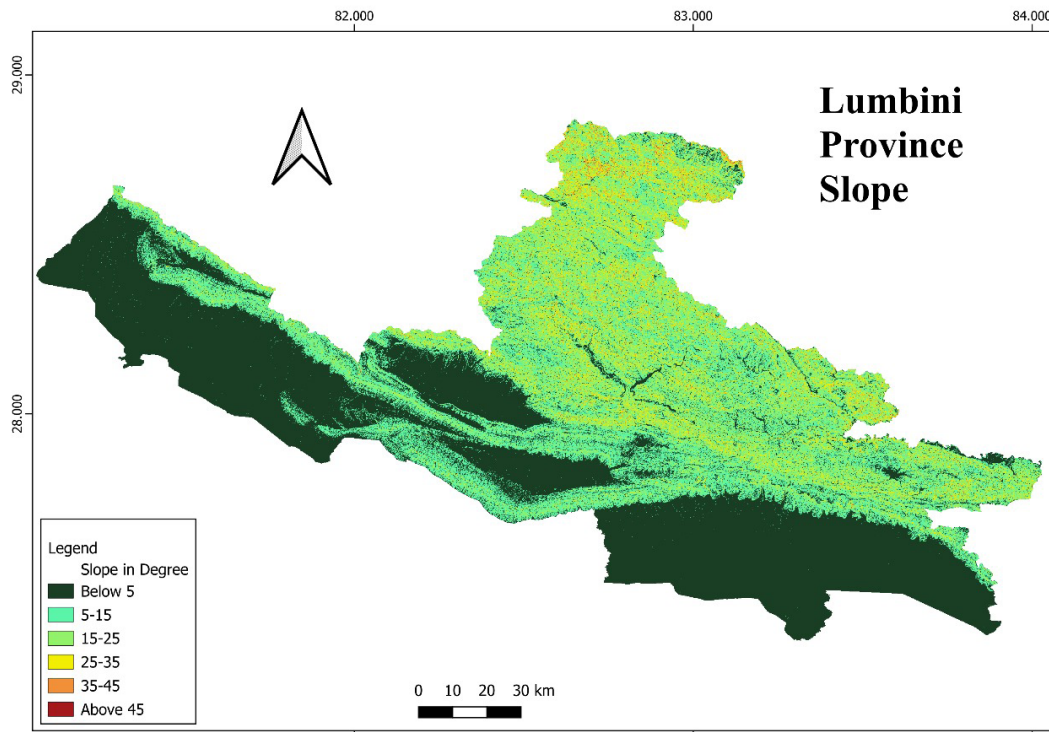 82.000
83.000
84.000
29.000
28.000
Lumbini
Province
Slope
Legend
Slope in Degree
Below 5
5-15
15-25
25-35
35-45
Above 45
0 10 20 30 km